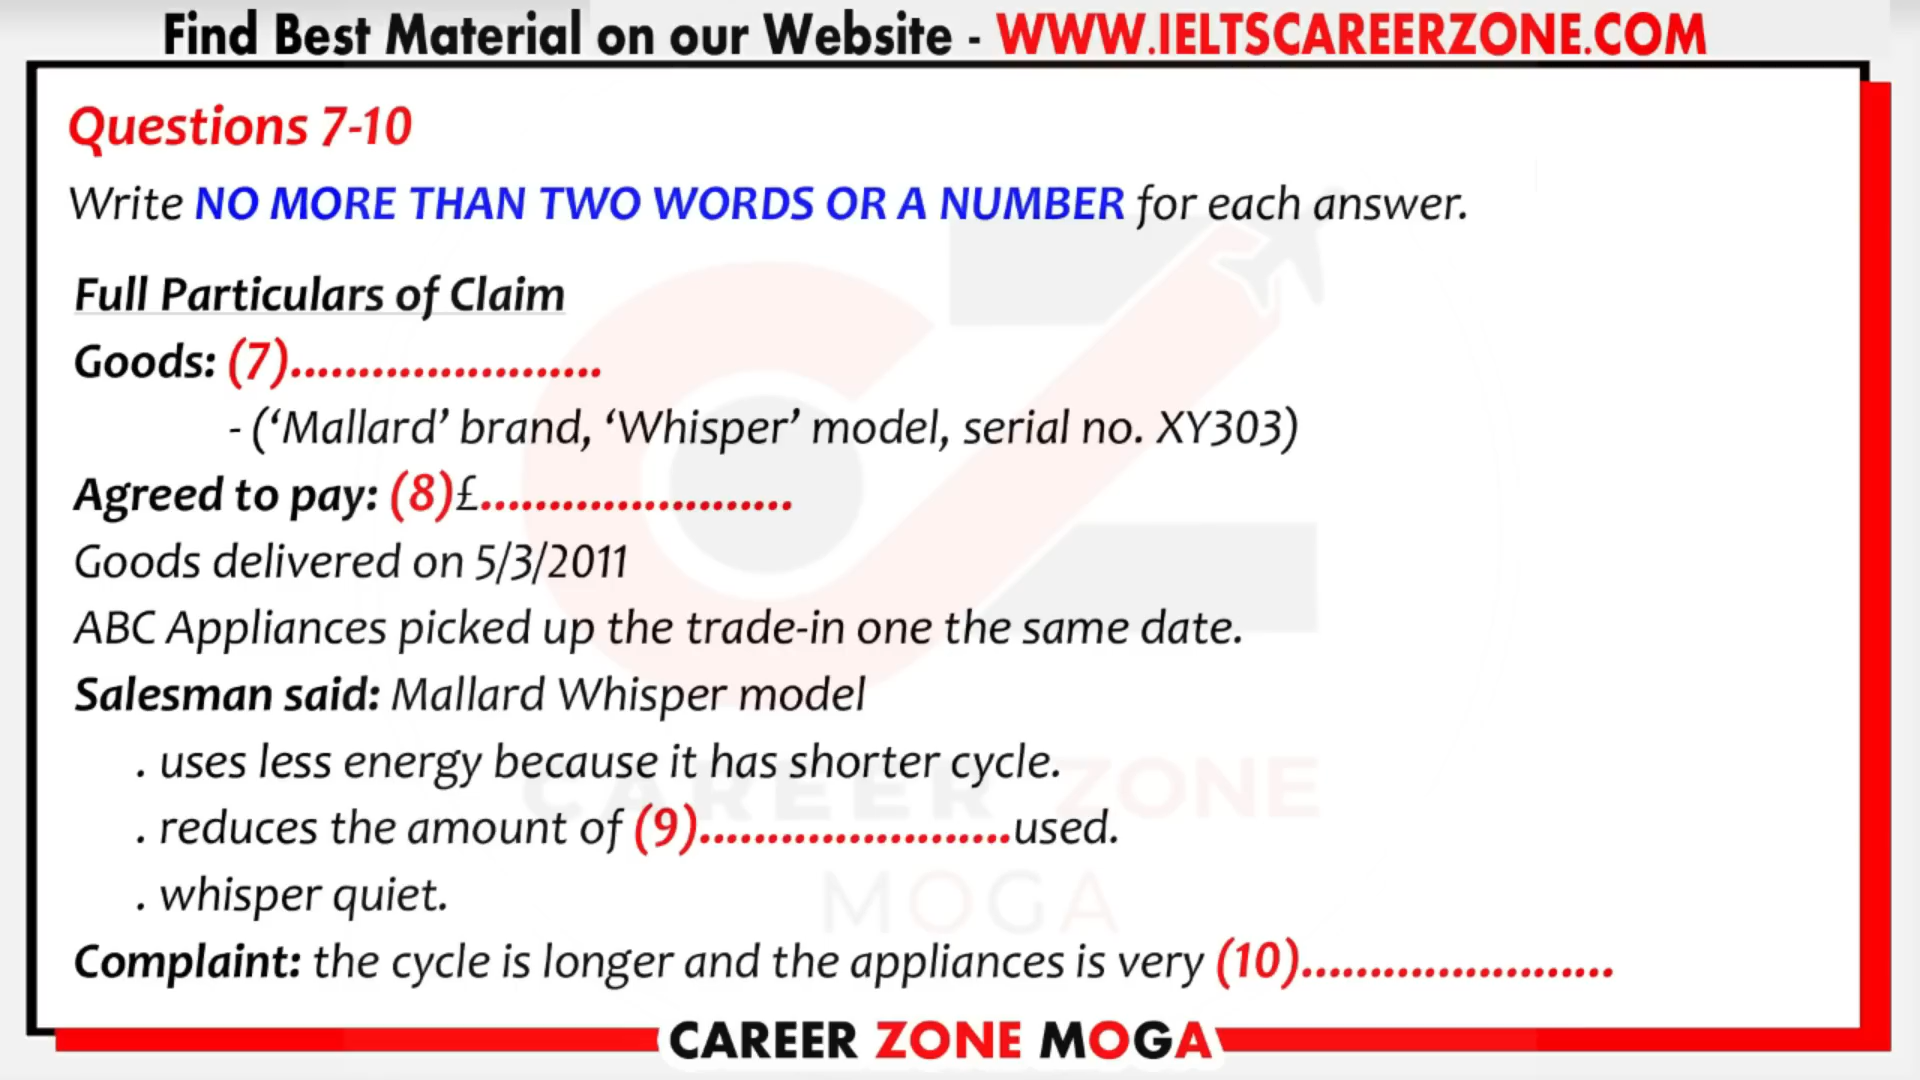 Find Best Material on our Website - WWW.IELTSCAREERZONE.COM
Questions 7-10
Write NO MORE THAN TWO WORDS OR A NUMBER for each answer.
Full Particulars of Claim
Goods: (7).......................
- (‘Mallard’ brand, ‘Whisper’ model, serial no. XY303)
Agreed to pay: (8)£.......................
Goods delivered on 5/3/2011
ABC Appliances picked up the trade-in one the same date.
Salesman said: Mallard Whisper model
. uses less energy because it has shorter cycle.
. reduces the amount of (9).......................used.
. whisper quiet.
Complaint: the cycle is longer and the appliances is very (10).......................
CAREER ZONE
MOGA
CAREER ZONE MOGA